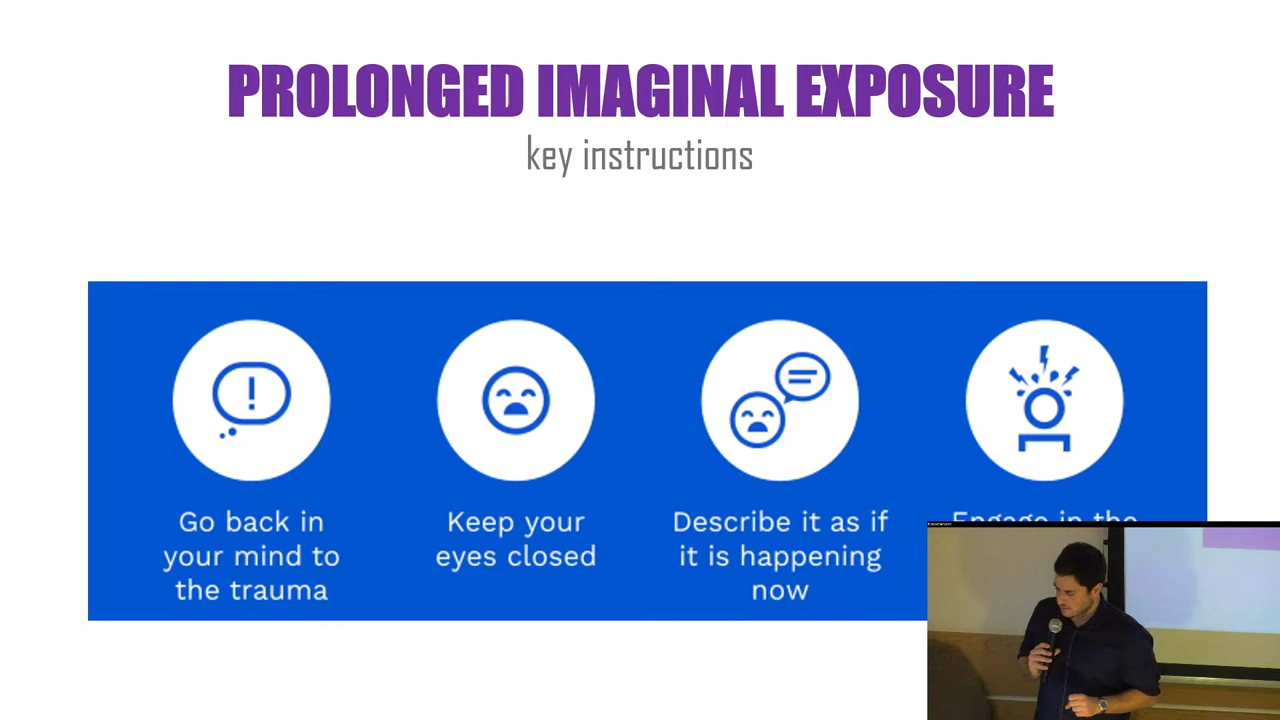 PROLONGED IMAGINAL EXPOSURE
key instructions
Go back in
your mind to
the trauma
Keep your
eyes closed
Describe it as if
it is happening
now
Engage in the